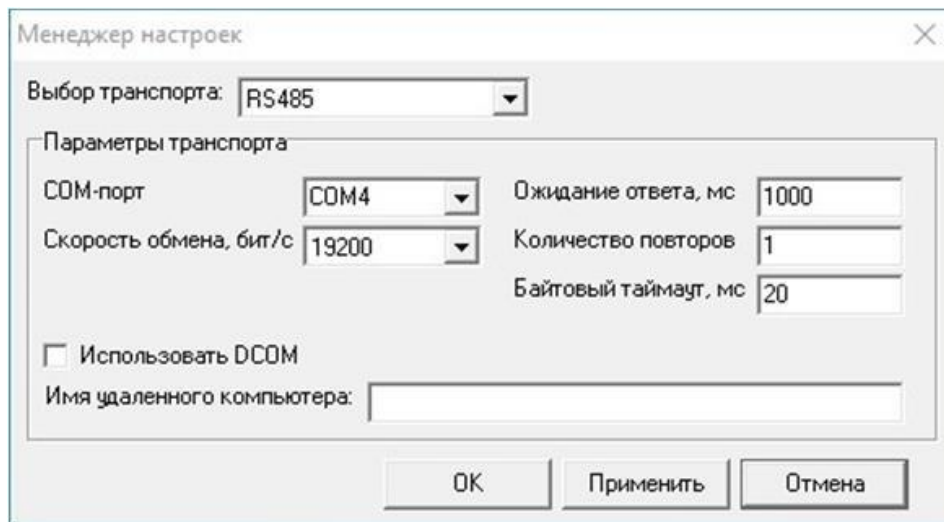 Менеджер настроек
Выбор транспорта: RS485
Параметры транспорта
COM-порт COM4 Ожидание ответа, мс 1000
Скорость обмена, бит/с 19200 Количество повторов 1
Байтовый таймаут, мс 20
Использовать DCOM
Имя удаленного компьютера:
OK Применить Отмена